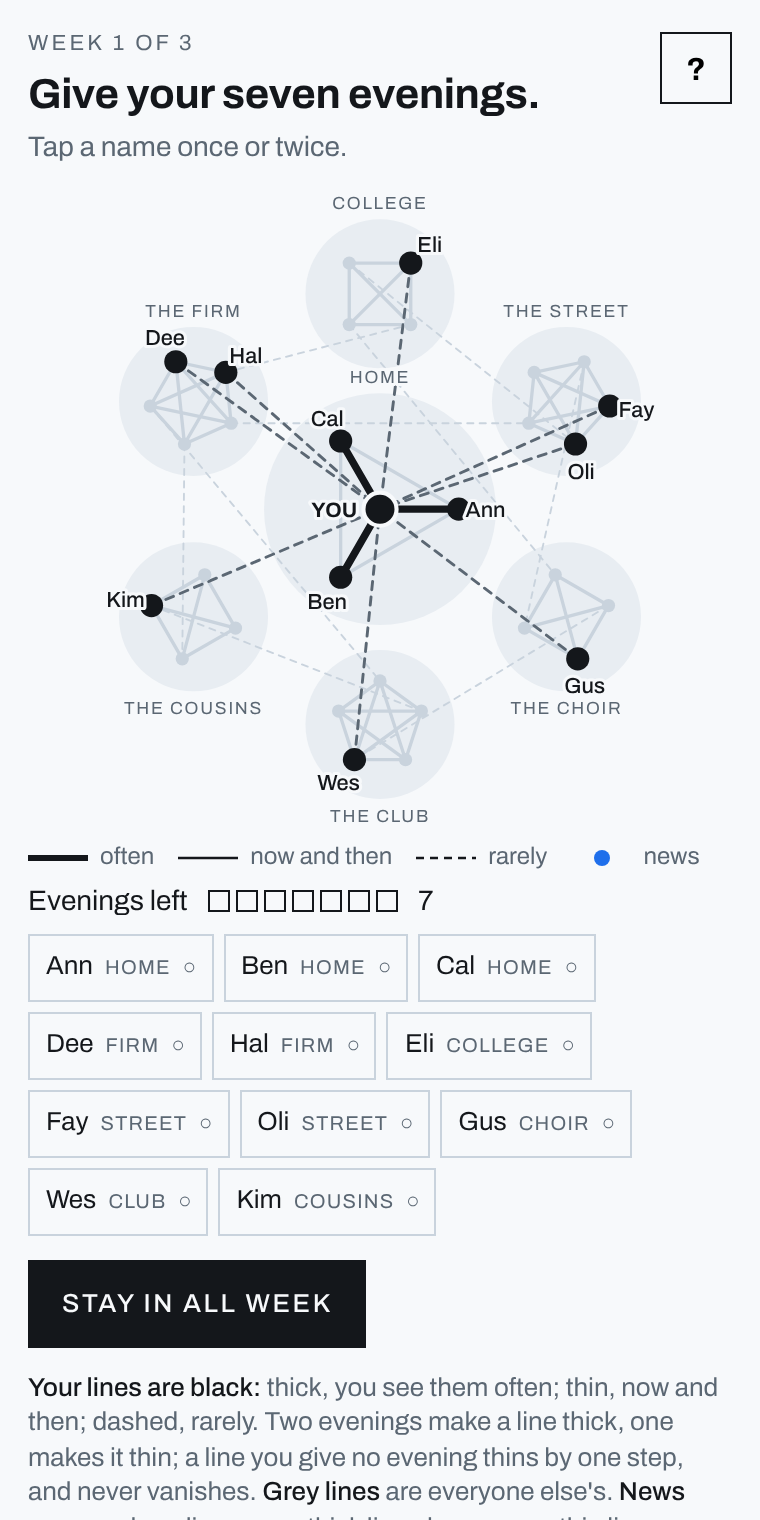 WEEK 1 OF 3
?
Give your seven evenings.
Tap a name once or twice.
COLLEGE
Eli
THE FIRM
THE STREET
Dee
Hal
HOME
Cal
Fay
Oli
YOU
Ann
Kim
Ben
Gus
THE COUSINS
THE CHOIR
Wes
THE CLUB
often now and then rarely news
Evenings left 7
Ann HOME Ben HOME Cal HOME
Dee FIRM Hal FIRM Eli COLLEGE
Fay STREET Oli STREET Gus CHOIR
Wes CLUB Kim COUSINS
STAY IN ALL WEEK
Your lines are black: thick, you see them often; thin, now and
then; dashed, rarely. Two evenings make a line thick, one
makes it thin; a line you give no evening thins by one step,
and never vanishes. Grey lines are everyone else's. News